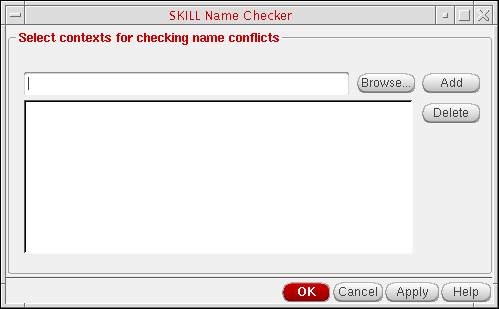 SKILL Name Checker
Select contexts for checking name conflicts
Browse... Add
Delete
OK Cancel Apply Help